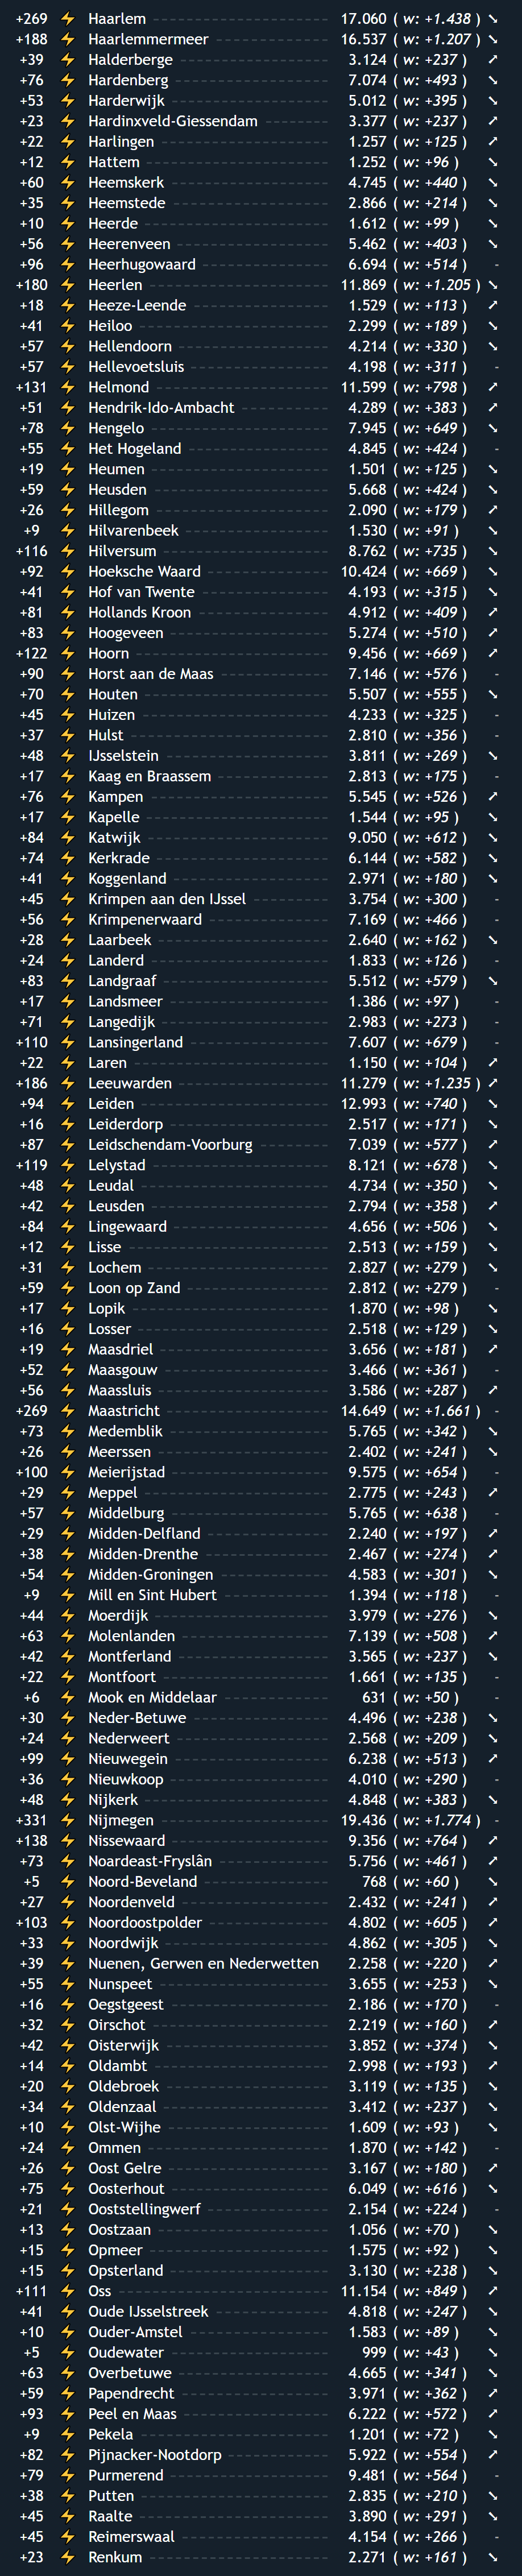 +269 ⚡ Haarlem 17.060 ( w: +1.438 ) ➘
+188 ⚡ Haarlemmermeer 16.537 ( w: +1.207 ) ➘
+39 ⚡ Halderberge 3.124 ( w: +237 ) ➚
+76 ⚡ Hardenberg 7.074 ( w: +493 ) ➘
+53 ⚡ Harderwijk 5.012 ( w: +395 ) ➘
+23 ⚡ Hardinxveld-Giessendam 3.377 ( w: +237 ) ➚
+22 ⚡ Harlingen 1.257 ( w: +125 ) ➚
+12 ⚡ Hattem 1.252 ( w: +96 ) ➘
+60 ⚡ Heemskerk 4.745 ( w: +440 ) ➘
+35 ⚡ Heemstede 2.866 ( w: +214 ) ➘
+10 ⚡ Heerde 1.612 ( w: +99 ) ➘
+56 ⚡ Heerenveen 5.462 ( w: +403 ) ➘
+96 ⚡ Heerhugowaard 6.694 ( w: +514 ) -
+180 ⚡ Heerlen 11.869 ( w: +1.205 ) ➘
+18 ⚡ Heeze-Leende 1.529 ( w: +113 ) ➚
+41 ⚡ Heiloo 2.299 ( w: +189 ) ➘
+57 ⚡ Hellendoorn 4.214 ( w: +330 ) ➘
+57 ⚡ Hellevoetsluis 4.198 ( w: +311 ) -
+131 ⚡ Helmond 11.599 ( w: +798 ) ➚
+51 ⚡ Hendrik-Ido-Ambacht 4.289 ( w: +383 ) ➚
+78 ⚡ Hengelo 7.945 ( w: +649 ) ➘
+55 ⚡ Het Hogeland 4.845 ( w: +424 ) -
+19 ⚡ Heumen 1.501 ( w: +125 ) ➘
+59 ⚡ Heusden 5.668 ( w: +424 ) ➘
+26 ⚡ Hillegom 2.090 ( w: +179 ) ➚
+9 ⚡ Hilvarenbeek 1.530 ( w: +91 ) ➘
+116 ⚡ Hilversum 8.762 ( w: +735 ) ➘
+92 ⚡ Hoeksche Waard 10.424 ( w: +669 ) ➘
+41 ⚡ Hof van Twente 4.193 ( w: +315 ) ➘
+81 ⚡ Hollands Kroon 4.912 ( w: +409 ) ➚
+83 ⚡ Hoogeveen 5.274 ( w: +510 ) ➚
+122 ⚡ Hoorn 9.456 ( w: +669 ) ➚
+90 ⚡ Horst aan de Maas 7.146 ( w: +576 ) -
+70 ⚡ Houten 5.507 ( w: +555 ) ➘
+45 ⚡ Huizen 4.233 ( w: +325 ) -
+37 ⚡ Hulst 2.810 ( w: +356 ) -
+48 ⚡ IJsselstein 3.811 ( w: +269 ) ➘
+17 ⚡ Kaag en Braassem 2.813 ( w: +175 ) -
+76 ⚡ Kampen 5.545 ( w: +526 ) ➚
+17 ⚡ Kapelle 1.544 ( w: +95 ) ➘
+84 ⚡ Katwijk 9.050 ( w: +612 ) ➘
+74 ⚡ Kerkrade 6.144 ( w: +582 ) ➘
+41 ⚡ Koggenland 2.971 ( w: +180 ) ➘
+45 ⚡ Krimpen aan den IJssel 3.754 ( w: +300 ) -
+56 ⚡ Krimpenerwaard 7.169 ( w: +466 ) -
+28 ⚡ Laarbeek 2.640 ( w: +162 ) ➘
+24 ⚡ Landerd 1.833 ( w: +126 ) -
+83 ⚡ Landgraaf 5.512 ( w: +579 ) ➘
+17 ⚡ Landsmeer 1.386 ( w: +97 ) -
+71 ⚡ Langedijk 2.983 ( w: +273 ) -
+110 ⚡ Lansingerland 7.607 ( w: +679 ) -
+22 ⚡ Laren 1.150 ( w: +104 ) ➚
+186 ⚡ Leeuwarden 11.279 ( w: +1.235 ) ➚
+94 ⚡ Leiden 12.993 ( w: +740 ) ➘
+16 ⚡ Leiderdorp 2.517 ( w: +171 ) ➘
+87 ⚡ Leidschendam-Voorburg 7.039 ( w: +577 ) ➚
+119 ⚡ Lelystad 8.121 ( w: +678 ) ➘
+48 ⚡ Leudal 4.734 ( w: +350 ) ➘
+42 ⚡ Leusden 2.794 ( w: +358 ) ➚
+84 ⚡ Lingewaard 4.656 ( w: +506 ) ➘
+12 ⚡ Lisse 2.513 ( w: +159 ) ➘
+31 ⚡ Lochem 2.827 ( w: +279 ) ➘
+59 ⚡ Loon op Zand 2.812 ( w: +279 ) -
+17 ⚡ Lopik 1.870 ( w: +98 ) ➘
+16 ⚡ Losser 2.518 ( w: +129 ) ➘
+19 ⚡ Maasdriel 3.656 ( w: +181 ) ➚
+52 ⚡ Maasgouw 3.466 ( w: +361 ) -
+56 ⚡ Maassluis 3.586 ( w: +287 ) ➚
+269 ⚡ Maastricht 14.649 ( w: +1.661 ) -
+73 ⚡ Medemblik 5.765 ( w: +342 ) ➘
+26 ⚡ Meerssen 2.402 ( w: +241 ) ➘
+100 ⚡ Meierijstad 9.575 ( w: +654 ) -
+29 ⚡ Meppel 2.775 ( w: +243 ) ➚
+57 ⚡ Middelburg 5.765 ( w: +638 ) -
+29 ⚡ Midden-Delfland 2.240 ( w: +197 ) ➚
+38 ⚡ Midden-Drenthe 2.467 ( w: +274 ) ➚
+54 ⚡ Midden-Groningen 4.583 ( w: +301 ) ➘
+9 ⚡ Mill en Sint Hubert 1.394 ( w: +118 ) -
+44 ⚡ Moerdijk 3.979 ( w: +276 ) ➘
+63 ⚡ Molenlanden 7.139 ( w: +508 ) ➚
+42 ⚡ Montferland 3.565 ( w: +237 ) ➘
+22 ⚡ Montfoort 1.661 ( w: +135 ) -
+6 ⚡ Mook en Middelaar 631 ( w: +50 ) -
+30 ⚡ Neder-Betuwe 4.496 ( w: +238 ) ➘
+24 ⚡ Nederweert 2.568 ( w: +209 ) ➘
+99 ⚡ Nieuwegein 6.238 ( w: +513 ) ➚
+36 ⚡ Nieuwkoop 4.010 ( w: +290 ) -
+48 ⚡ Nijkerk 4.848 ( w: +383 ) ➘
+331 ⚡ Nijmegen 19.436 ( w: +1.774 ) -
+138 ⚡ Nissewaard 9.356 ( w: +764 ) ➚
+73 ⚡ Noardeast-Fryslân 5.756 ( w: +461 ) ➚
+5 ⚡ Noord-Beveland 768 ( w: +60 ) ➘
+27 ⚡ Noordenveld 2.432 ( w: +241 ) ➚
+103 ⚡ Noordoostpolder 4.802 ( w: +605 ) ➚
+33 ⚡ Noordwijk 4.862 ( w: +305 ) ➘
+39 ⚡ Nuenen, Gerwen en Nederwetten 2.258 ( w: +220 ) ➚
+55 ⚡ Nunspeet 3.655 ( w: +253 ) ➘
+16 ⚡ Oegstgeest 2.186 ( w: +170 ) -
+32 ⚡ Oirschot 2.219 ( w: +160 ) ➚
+42 ⚡ Oisterwijk 3.852 ( w: +374 ) ➘
+14 ⚡ Oldambt 2.998 ( w: +193 ) ➚
+20 ⚡ Oldebroek 3.119 ( w: +135 ) ➘
+34 ⚡ Oldenzaal 3.412 ( w: +237 ) ➘
+10 ⚡ Olst-Wijhe 1.609 ( w: +93 ) ➘
+24 ⚡ Ommen 1.870 ( w: +142 ) -
+26 ⚡ Oost Gelre 3.167 ( w: +180 ) ➚
+75 ⚡ Oosterhout 6.049 ( w: +616 ) ➘
+21 ⚡ Ooststellingwerf 2.154 ( w: +224 ) -
+13 ⚡ Oostzaan 1.056 ( w: +70 ) ➘
+15 ⚡ Opmeer 1.575 ( w: +92 ) ➘
+15 ⚡ Opsterland 3.130 ( w: +238 ) ➘
+111 ⚡ Oss 11.154 ( w: +849 ) ➚
+41 ⚡ Oude IJsselstreek 4.818 ( w: +247 ) ➘
+10 ⚡ Ouder-Amstel 1.583 ( w: +89 ) ➘
+5 ⚡ Oudewater 999 ( w: +43 ) ➘
+63 ⚡ Overbetuwe 4.665 ( w: +341 ) ➘
+59 ⚡ Papendrecht 3.971 ( w: +362 ) ➚
+93 ⚡ Peel en Maas 6.222 ( w: +572 ) ➚
+9 ⚡ Pekela 1.201 ( w: +72 ) ➘
+82 ⚡ Pijnacker-Nootdorp 5.922 ( w: +554 ) ➚
+79 ⚡ Purmerend 9.481 ( w: +564 ) -
+38 ⚡ Putten 2.835 ( w: +210 ) ➘
+45 ⚡ Raalte 3.890 ( w: +291 ) ➘
+45 ⚡ Reimerswaal 4.154 ( w: +266 ) -
+23 ⚡ Renkum 2.271 ( w: +161 ) ➘